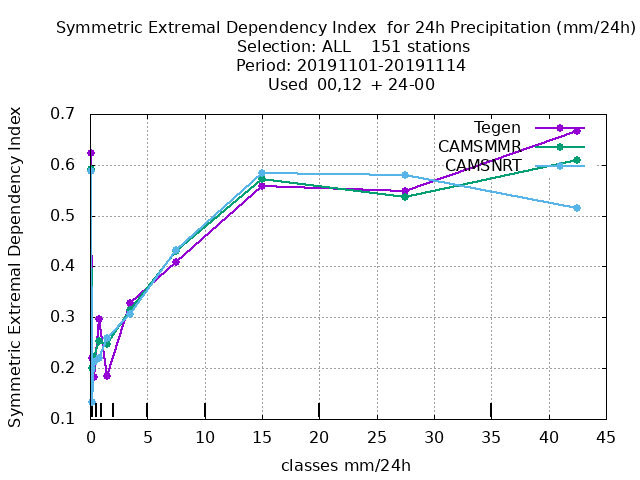 Symmetric Extremal Dependency Index  for 24h Precipitation (mm/24h)
Selection: ALL    151 stations
Period: 20191101-20191114
Used  00,12  + 24-00
Symmetric Extremal Dependency Index
0.7
0.6
0.5
0.4
0.3
0.2
0.1
Tegen
CAMSMMR
CAMSNRT
0 5 10 15 20 25 30 35 40 45
classes mm/24h